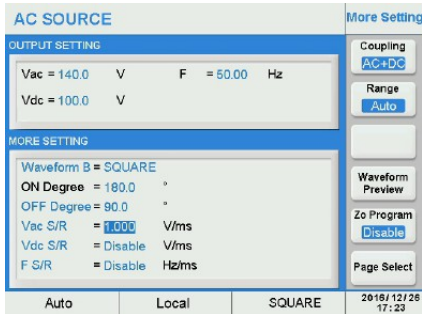 AC SOURCE
More Setting
OUTPUT SETTING
Vac = 140.0 V F = 50.00 Hz
Vdc = 100.0 V
MORE SETTING
Waveform B = SQUARE
ON Degree = 180.0 °
OFF Degree = 90.0 °
Vac S/R = 1.000 V/ms
Vdc S/R = Disable V/ms
F S/R = Disable Hz/ms
Coupling
AC+DC
Range
Auto
Waveform
Preview
Zo Program
Disable
Page Select
Auto Local SQUARE 2016/12/26
17:23